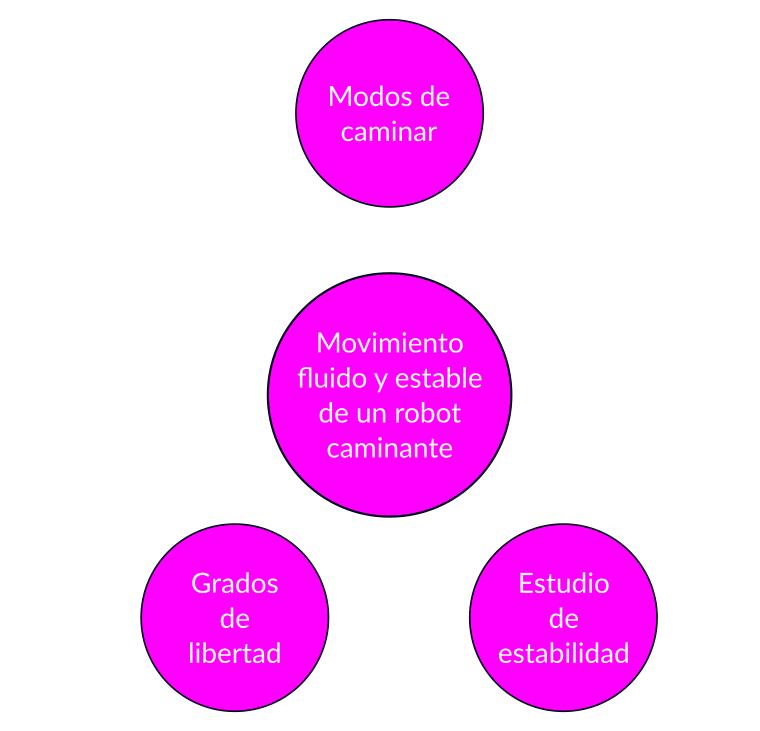 Modos de
caminar
Movimiento
fluido y estable
de un robot
caminante
Grados
de
libertad
Estudio
de
estabilidad